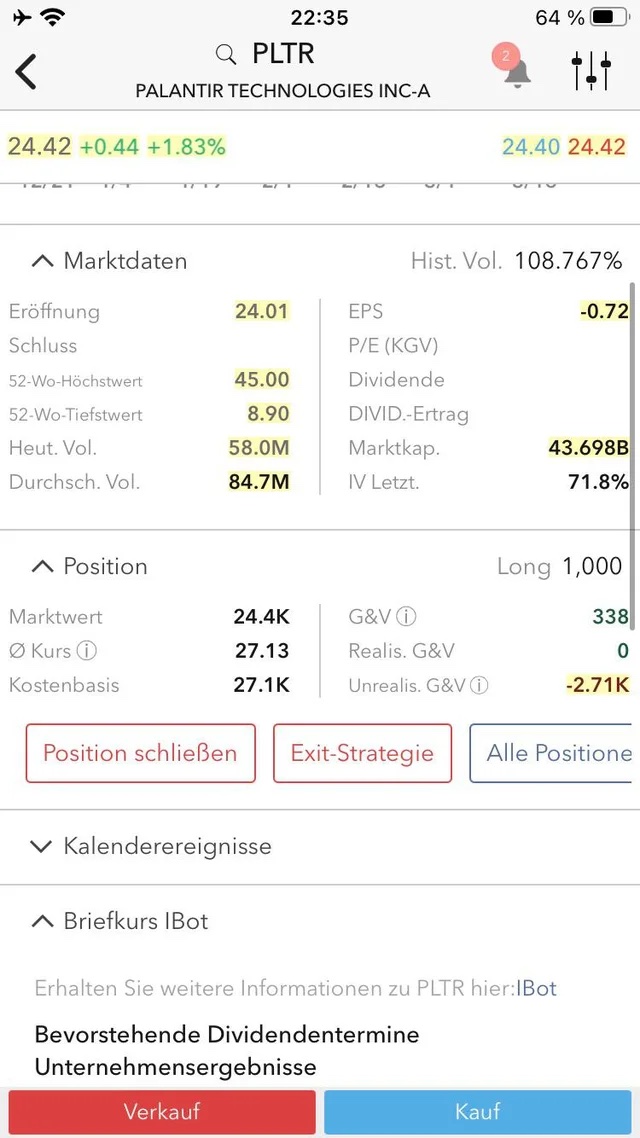 22:35
64 %
PLTR
2
PALANTIR TECHNOLOGIES INC-A
24.42 +0.44 +1.83% 24.40 24.42
Marktdaten Hist. Vol. 108.767%
Eröffnung 24.01 EPS -0.72
Schluss P/E (KGV)
52-Wo-Höchstwert 45.00 Dividende
52-Wo-Tiefstwert 8.90 DIVID.-Ertrag
Heut. Vol. 58.0M Marktkap. 43.698B
Durchsch. Vol. 84.7M IV Letzt. 71.8%
Position Long 1,000
Marktwert 24.4K G&V ⓘ 338
Ø Kurs ⓘ 27.13 Realis. G&V 0
Kostenbasis 27.1K Unrealis. G&V ⓘ -2.71K
Position schließen Exit-Strategie Alle Positione
Kalenderereignisse
Briefkurs IBot
Erhalten Sie weitere Informationen zu PLTR hier:IBot
Bevorstehende Dividendentermine
Unternehmensergebnisse
Verkauf Kauf